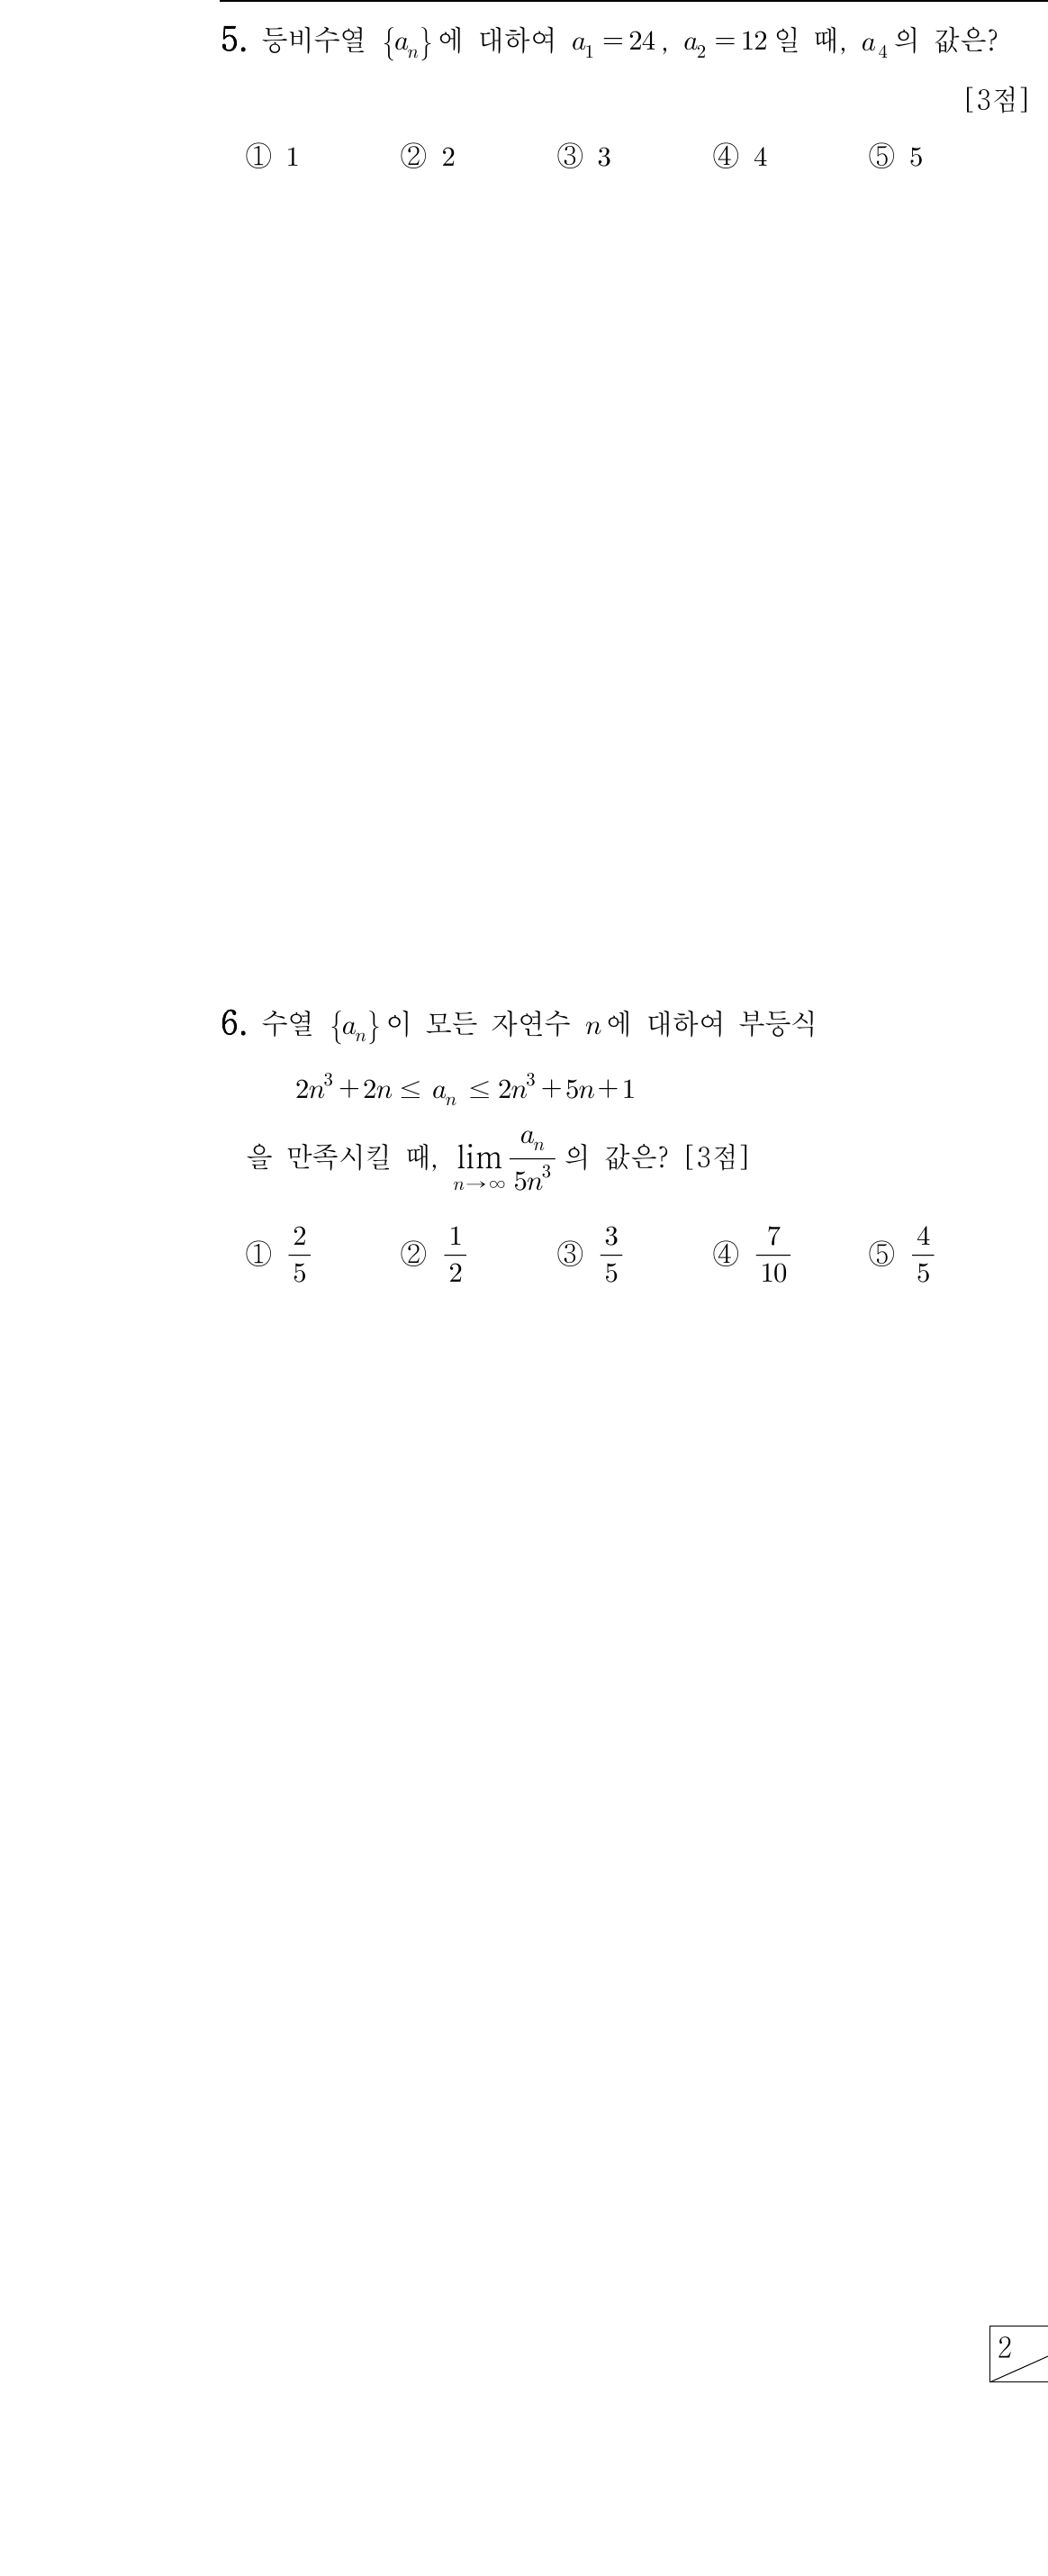 5. 등비수열 {aₙ}에 대하여 a₁=24, a₂=12일 때, a₄의 값은?
[3점]
① 1 ② 2 ③ 3 ④ 4 ⑤ 5
6. 수열 {aₙ}이 모든 자연수 n에 대하여 부등식
2n³+2n ≤ aₙ ≤ 2n³+5n+1
을 만족시킬 때, lim_{n→∞} aₙ/5n³ 의 값은? [3점]
① 2/5 ② 1/2 ③ 3/5 ④ 7/10 ⑤ 4/5
2